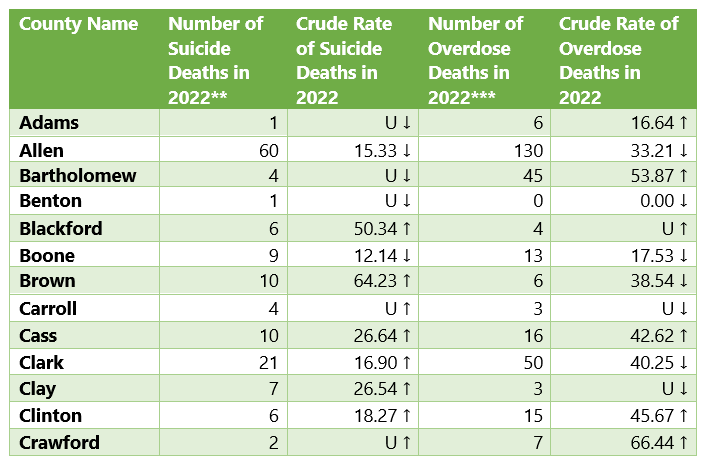 County Name | Number of Suicide Deaths in 2022** | Crude Rate of Suicide Deaths in 2022 | Number of Overdose Deaths in 2022*** | Crude Rate of Overdose Deaths in 2022
Adams | 1 | U ↓ | 6 | 16.64 ↑
Allen | 60 | 15.33 ↓ | 130 | 33.21 ↓
Bartholomew | 4 | U ↓ | 45 | 53.87 ↑
Benton | 1 | U ↓ | 0 | 0.00 ↓
Blackford | 6 | 50.34 ↑ | 4 | U ↑
Boone | 9 | 12.14 ↓ | 13 | 17.53 ↓
Brown | 10 | 64.23 ↑ | 6 | 38.54 ↓
Carroll | 4 | U ↑ | 3 | U ↓
Cass | 10 | 26.64 ↑ | 16 | 42.62 ↑
Clark | 21 | 16.90 ↑ | 50 | 40.25 ↓
Clay | 7 | 26.54 ↑ | 3 | U ↓
Clinton | 6 | 18.27 ↑ | 15 | 45.67 ↑
Crawford | 2 | U ↑ | 7 | 66.44 ↑